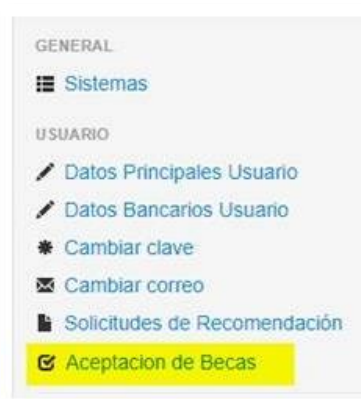 GENERAL
Sistemas
USUARIO
Datos Principales Usuario
Datos Bancarios Usuario
Cambiar clave
Cambiar correo
Solicitudes de Recomendación
Aceptacion de Becas